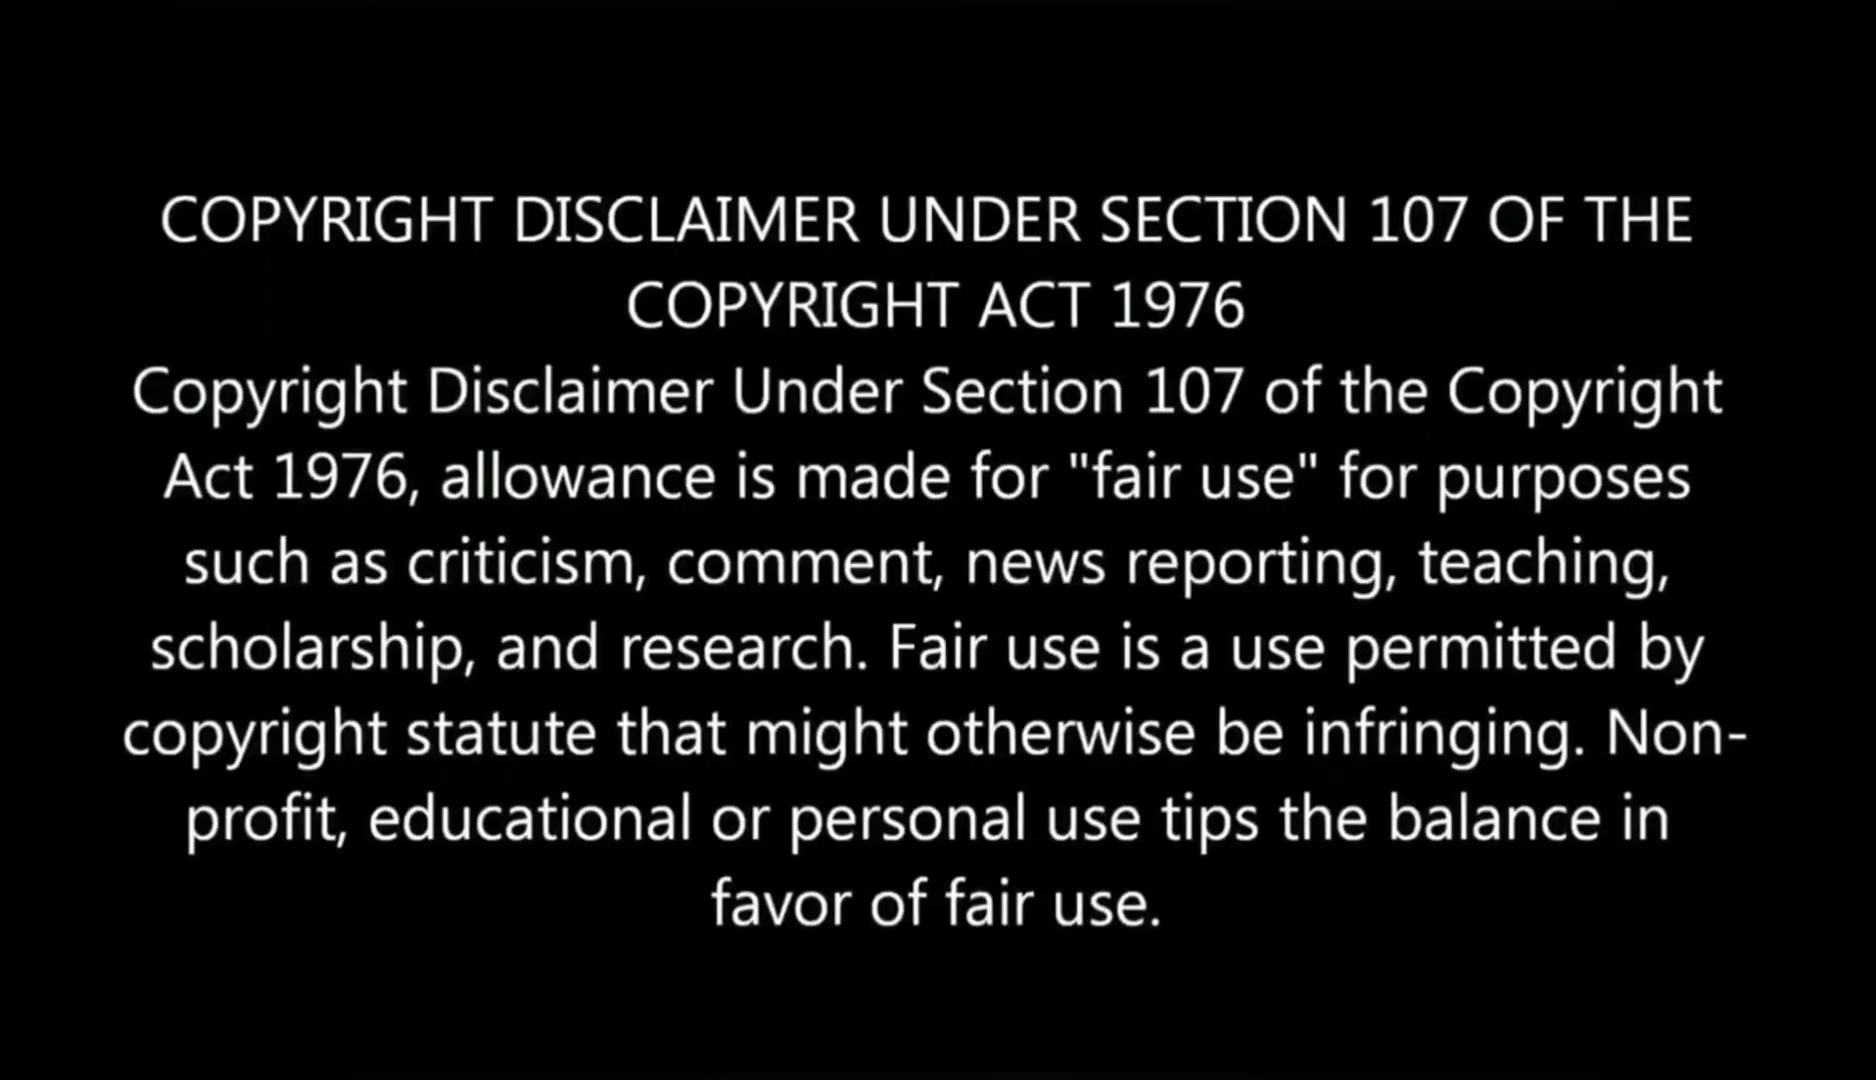 COPYRIGHT DISCLAIMER UNDER SECTION 107 OF THE
COPYRIGHT ACT 1976
Copyright Disclaimer Under Section 107 of the Copyright
Act 1976, allowance is made for "fair use" for purposes
such as criticism, comment, news reporting, teaching,
scholarship, and research. Fair use is a use permitted by
copyright statute that might otherwise be infringing. Non-
profit, educational or personal use tips the balance in
favor of fair use.